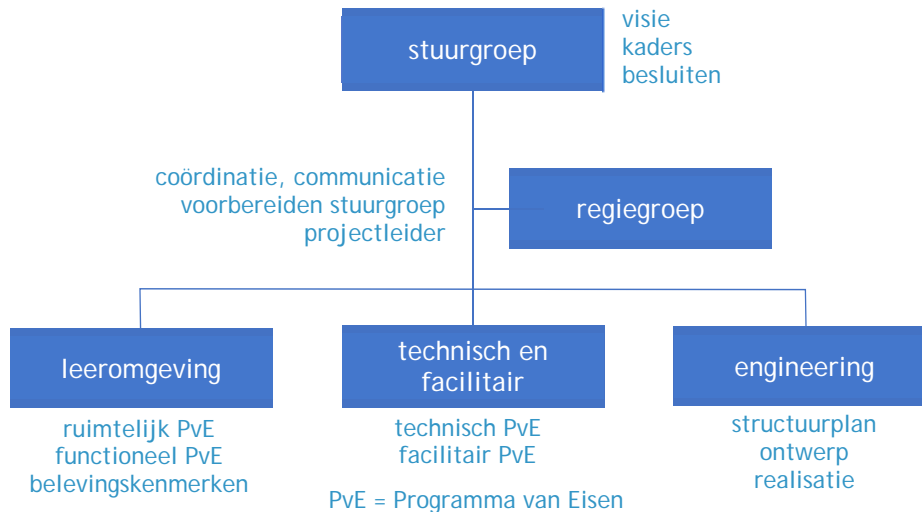 stuurgroep
visie
kaders
besluiten
coördinatie, communicatie
voorbereiden stuurgroep
projectleider
regiegroep
leeromgeving
technisch en
facilitair
engineering
ruimtelijk PvE
functioneel PvE
belevingskenmerken
technisch PvE
facilitair PvE
structuurplan
ontwerp
realisatie
PvE = Programma van Eisen